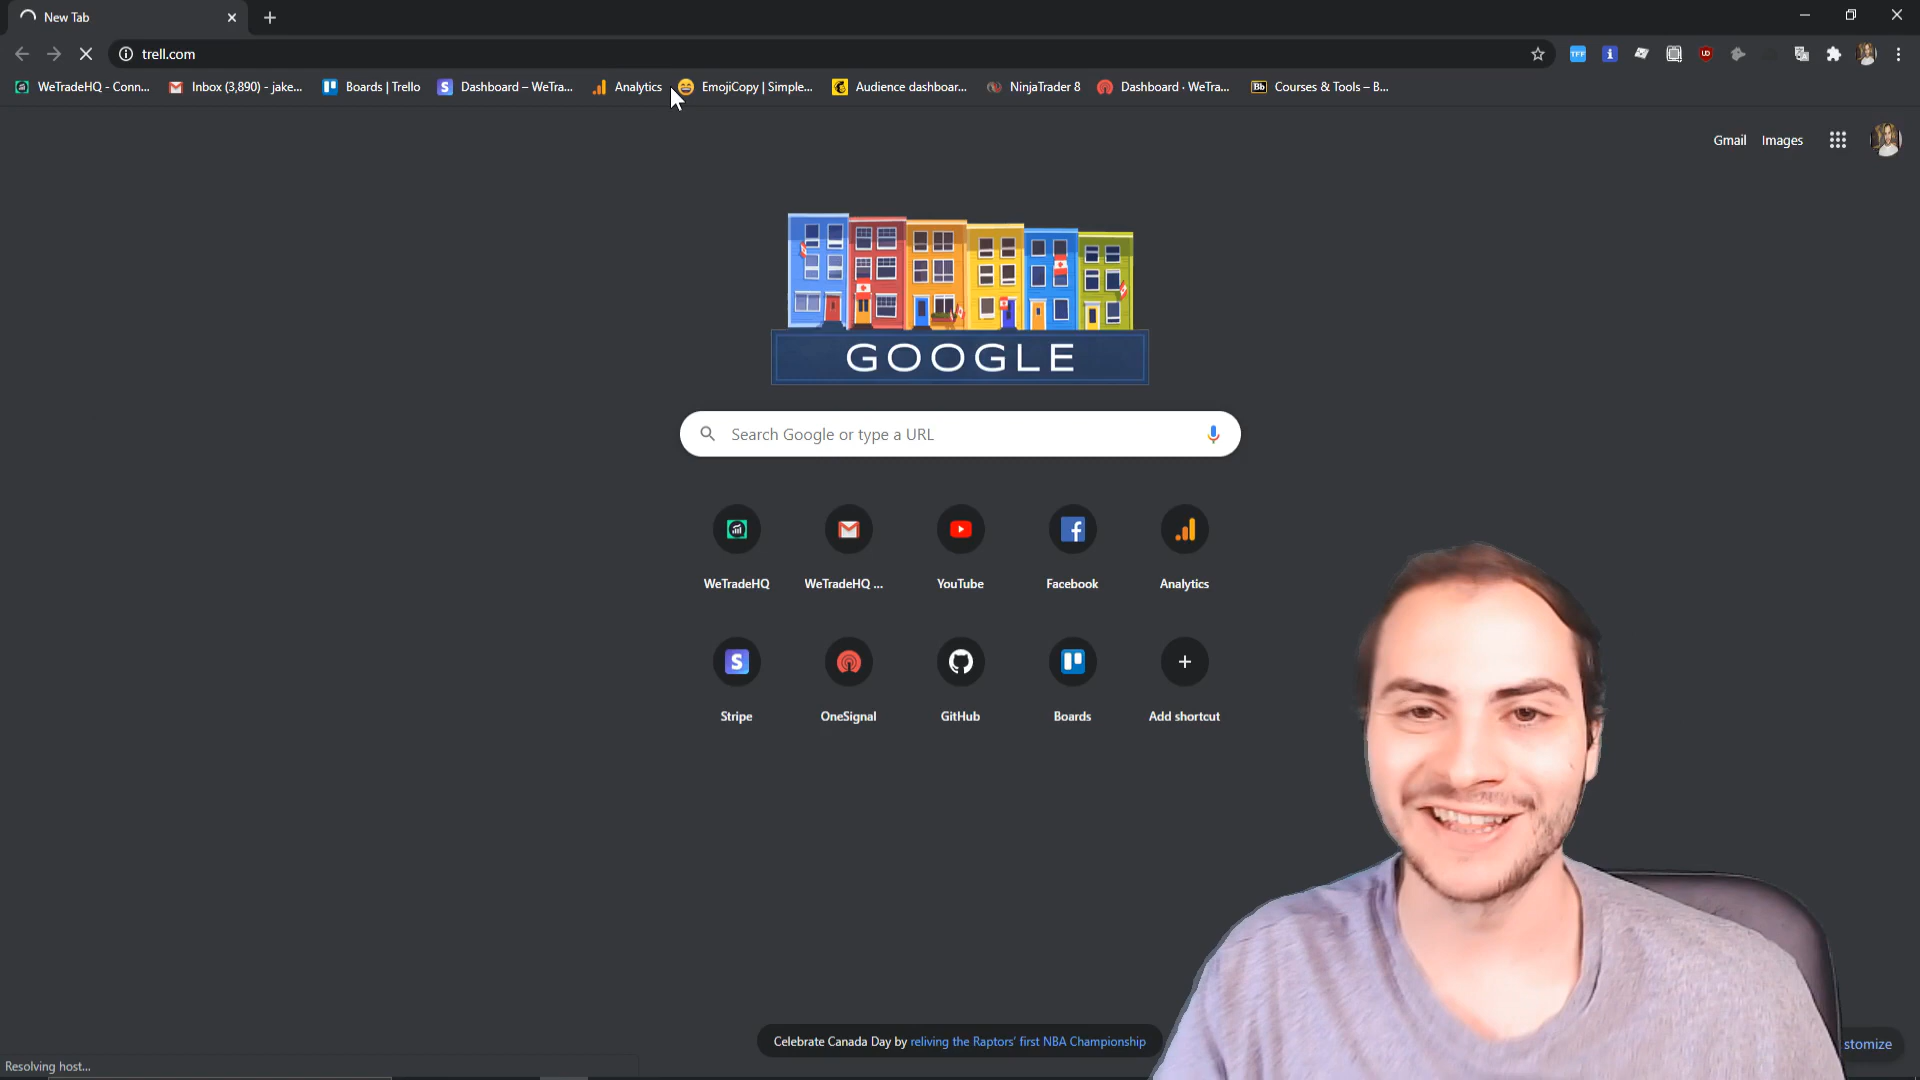 New Tab
trell.com
WeTradeHQ - Conn...
Inbox (3,890) - jake...
Boards | Trello
Dashboard – WeTra...
Analytics
EmojiCopy | Simple...
Audience dashboar...
NinjaTrader 8
Dashboard · WeTra...
Bb
Courses & Tools – B...
Gmail
Images
GOOGLE
Search Google or type a URL
WeTradeHQ
WeTradeHQ ...
YouTube
Facebook
Analytics
Stripe
OneSignal
GitHub
Boards
Add shortcut
Celebrate Canada Day by reliving the Raptors' first NBA Championship
stomize
Resolving host...